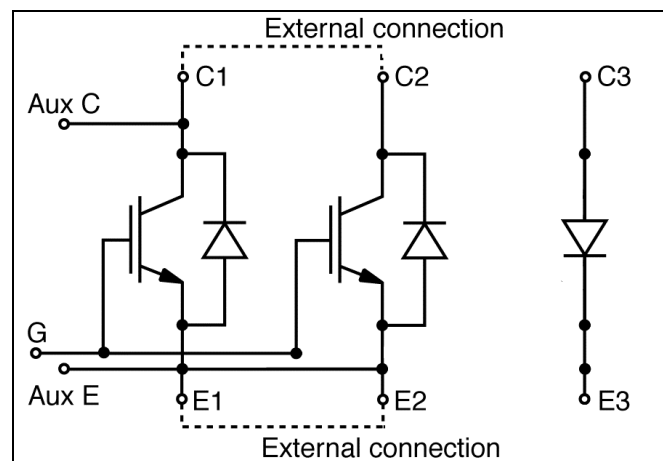 External connection
C1
C2
C3
Aux C
G
Aux E
E1
E2
E3
External connection